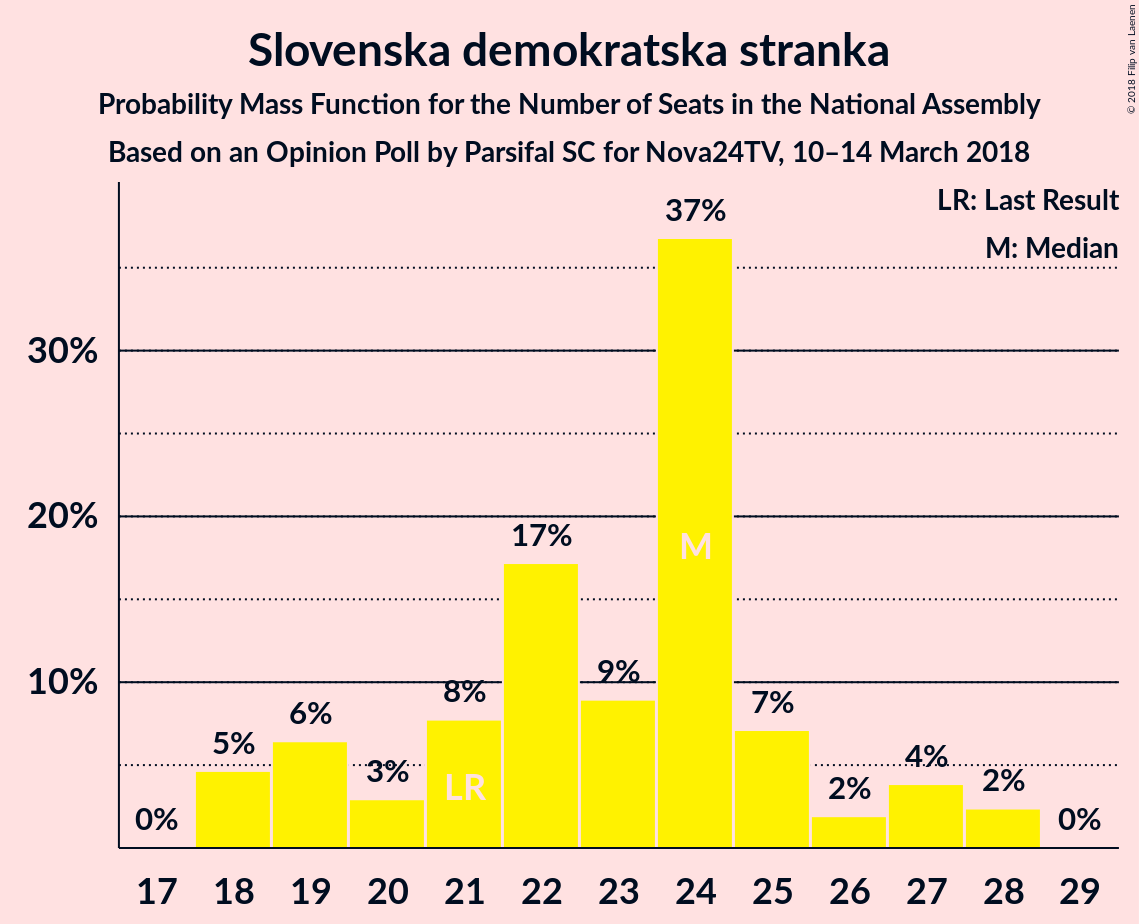 Slovenska demokratska stranka
Probability Mass Function for the Number of Seats in the National Assembly
Based on an Opinion Poll by Parsifal SC for Nova24TV, 10–14 March 2018
© 2018 Filip van Laenen
LR: Last Result
M: Median
30%
20%
10%
0%
5%
6%
3%
8%
17%
9%
37%
7%
2%
4%
2%
0%
LR
M
17 18 19 20 21 22 23 24 25 26 27 28 29